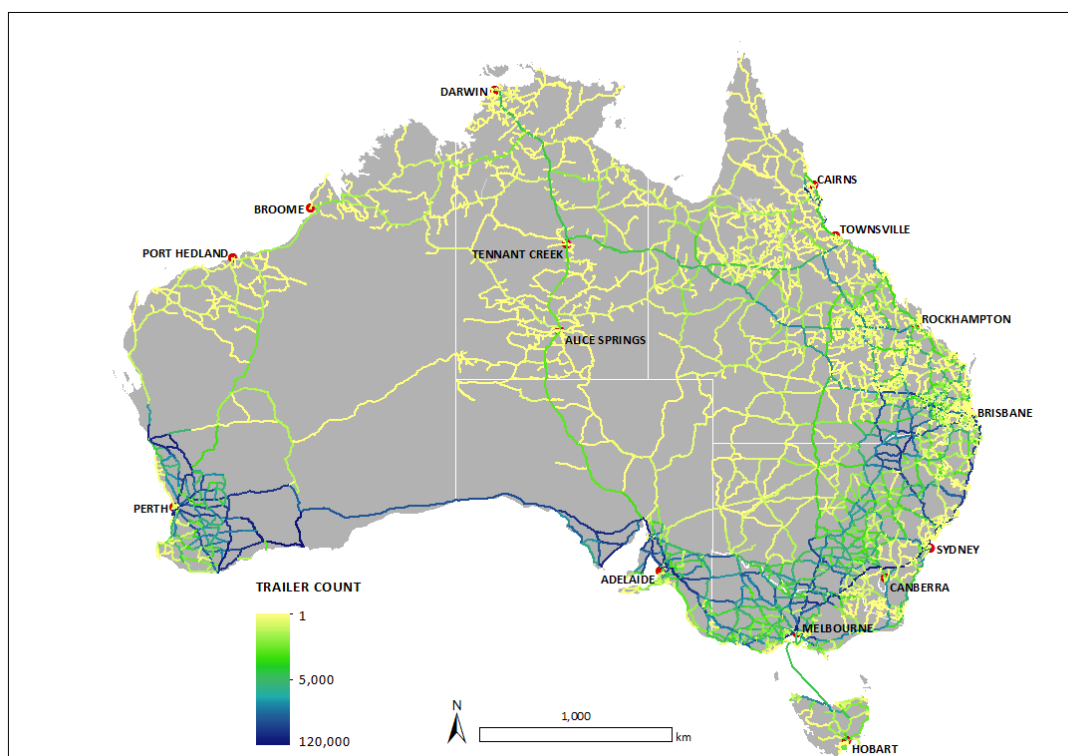 DARWIN
CAIRNS
BROOME
TOWNSVILLE
TENNANT CREEK
PORT HEDLAND
ROCKHAMPTON
ALICE SPRINGS
BRISBANE
PERTH
SYDNEY
ADELAIDE
CANBERRA
MELBOURNE
TRAILER COUNT
1
5,000
120,000
N
1,000
km
HOBART